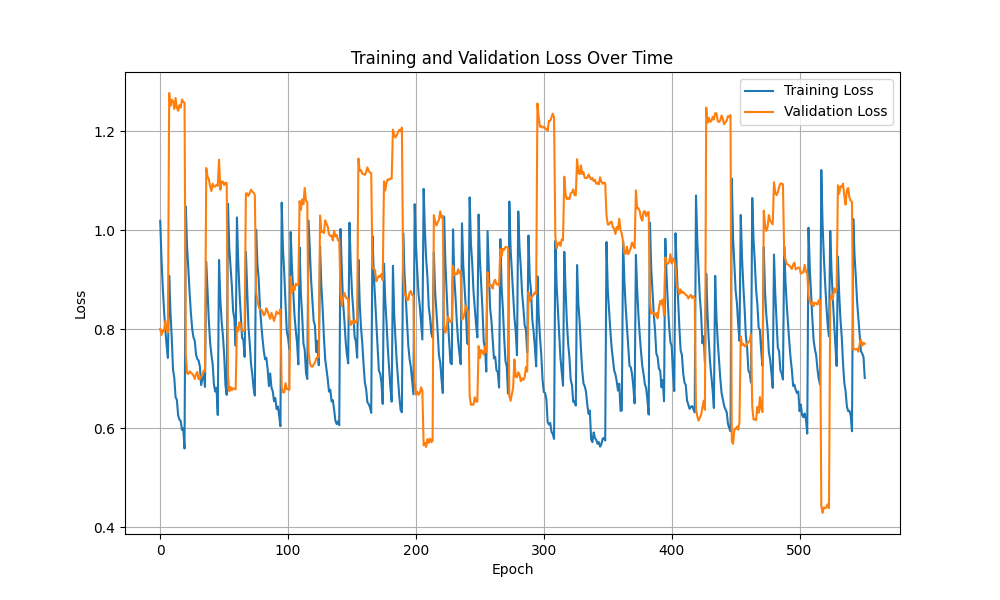 Training and Validation Loss Over Time
Training Loss
Validation Loss
Loss
1.2
1.0
0.8
0.6
0.4
0
100
200
300
400
500
Epoch